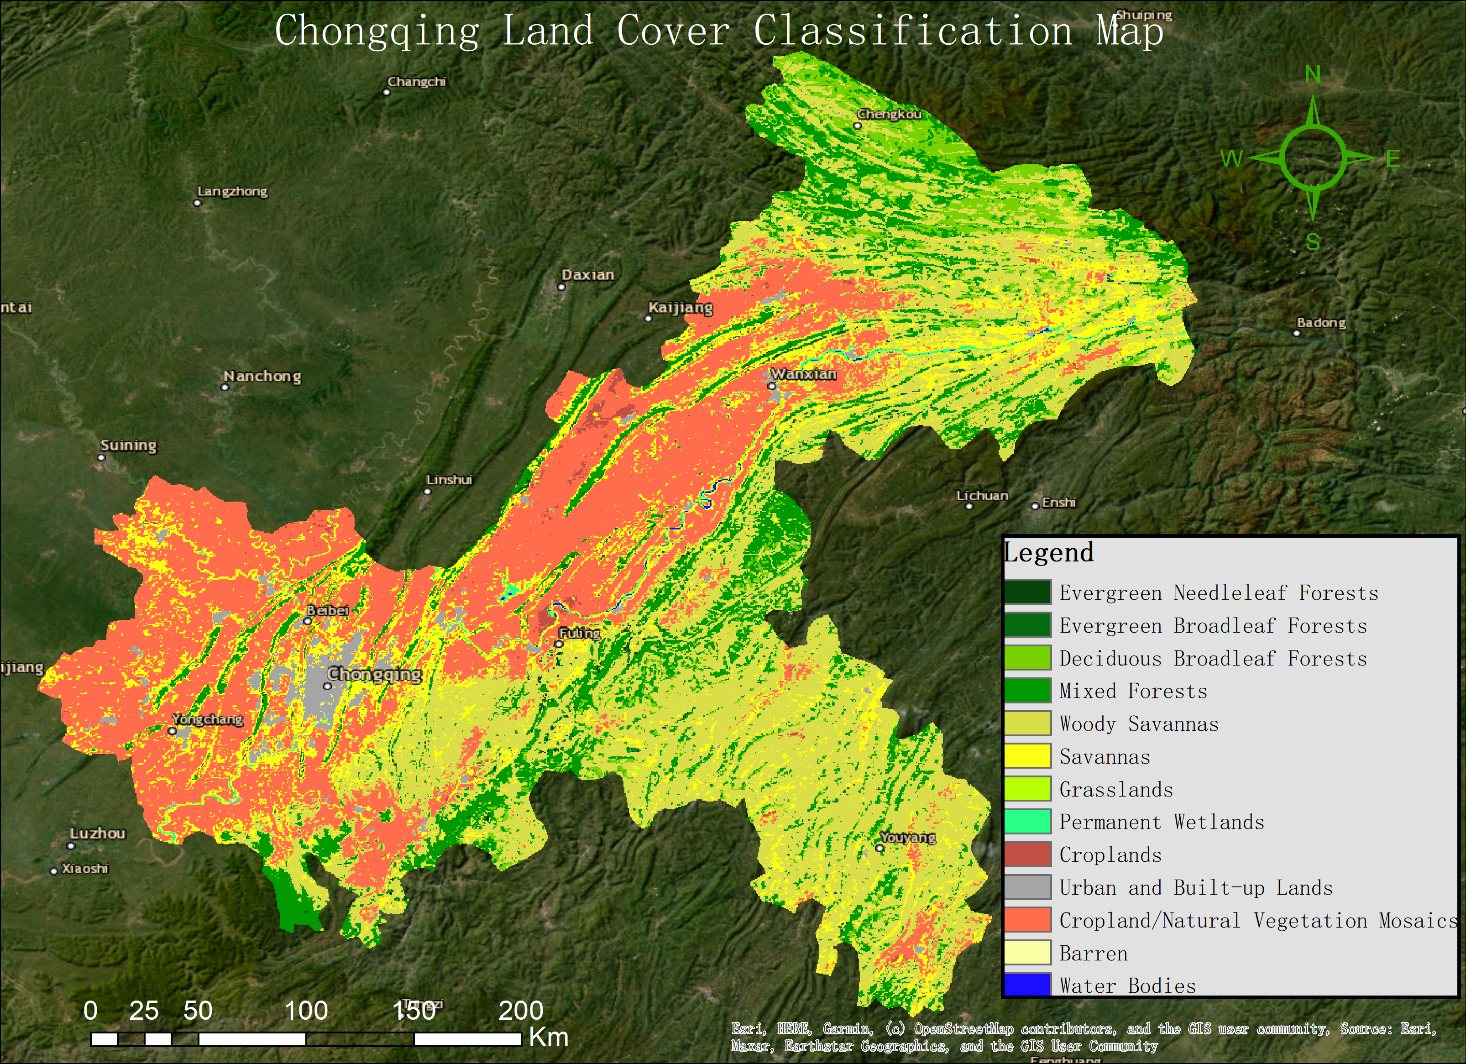 Chongqing Land Cover Classification Map
Shuiping
Changchi
N
Chengkou
W
E
Langzhong
S
Daxian
Kaijiang
ntai
Badong
Nanchong
Wanxian
Suining
Linshui
Lichuan
Enshi
Legend
Evergreen Needleleaf Forests
Evergreen Broadleaf Forests
Deciduous Broadleaf Forests
Mixed Forests
Woody Savannas
Savannas
Grasslands
Permanent Wetlands
Croplands
Urban and Built-up Lands
Cropland/Natural Vegetation Mosaics
Barren
Water Bodies
Beibei
Fuling
ijiang
Chongqing
Yongchang
Luzhou
Youyang
Xiaoshi
0 25 50 100 150 200
Km
Esri, HERE, Garmin, (c) OpenStreetMap contributors, and the GIS user community, Source: Esri,
Maxar, Earthstar Geographics, and the GIS User Community
Fenghuang